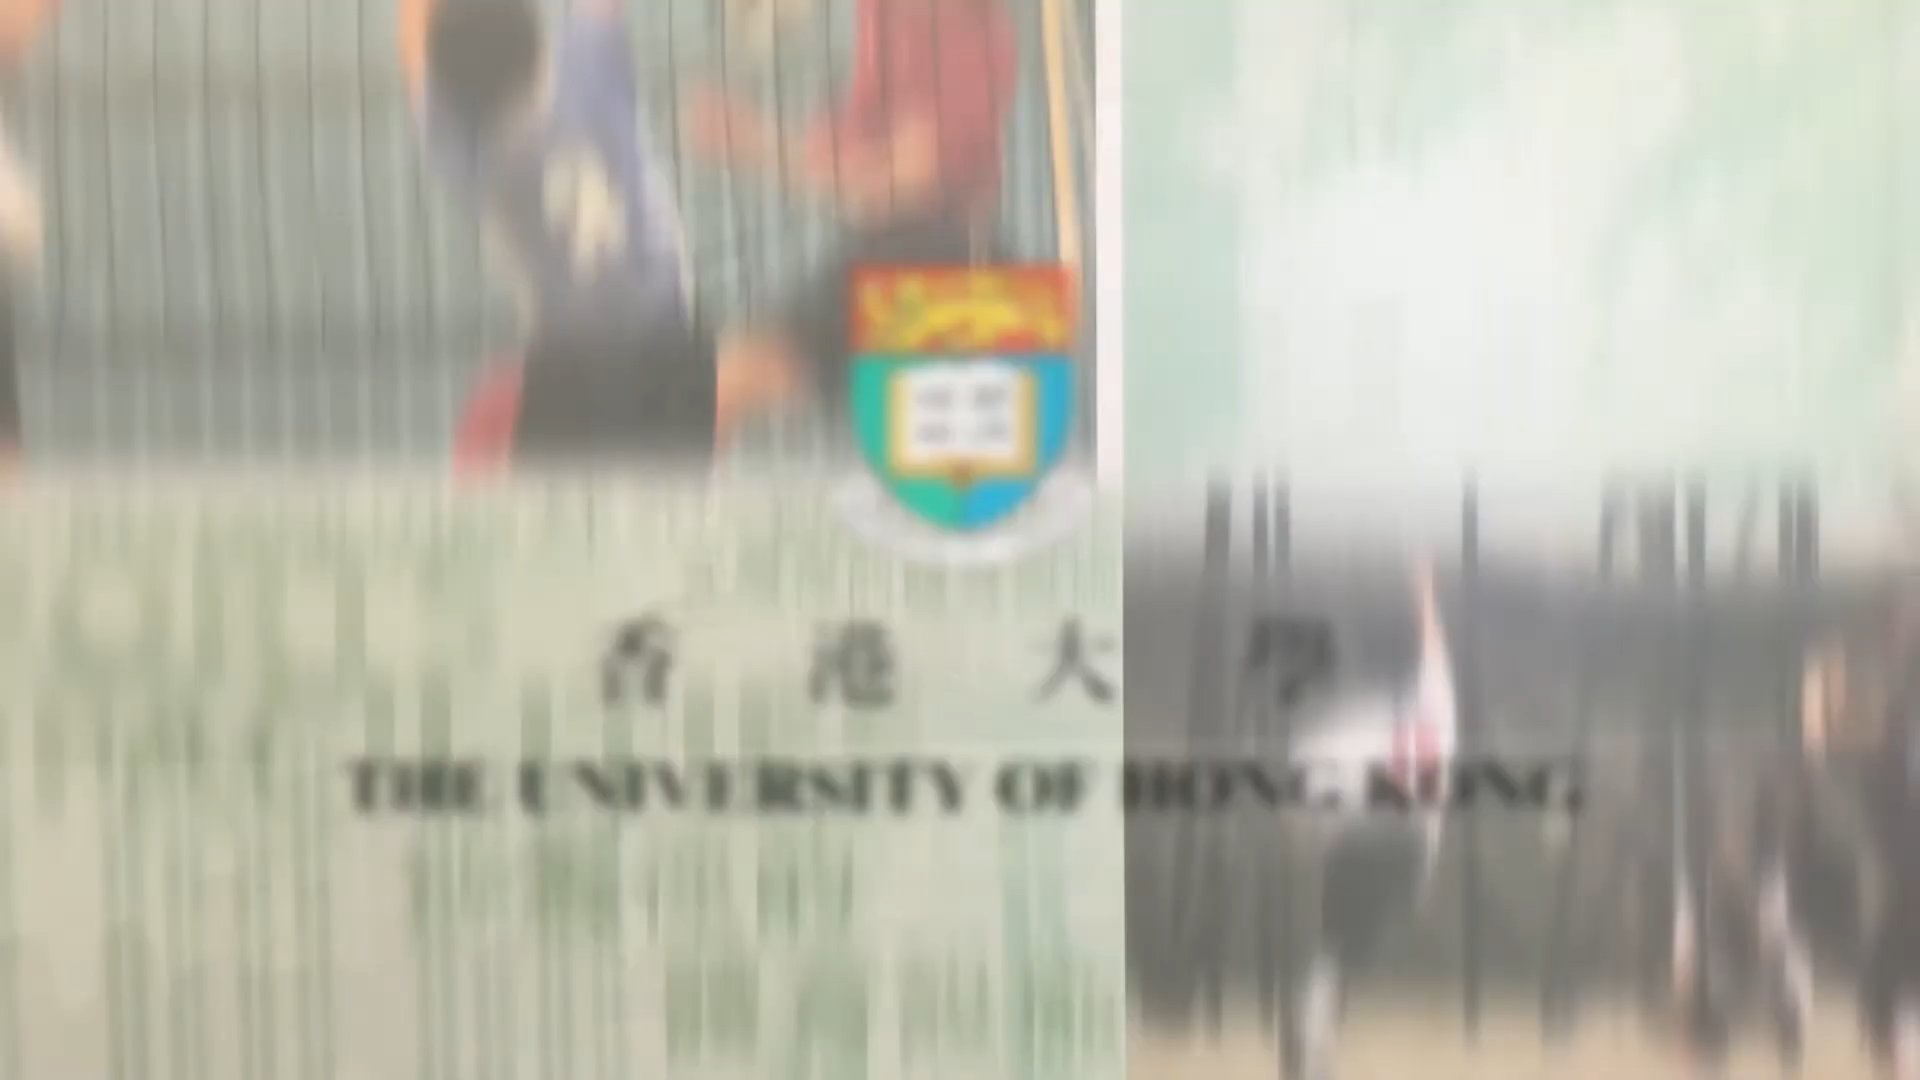 香港大學
THE UNIVERSITY OF HONG KONG